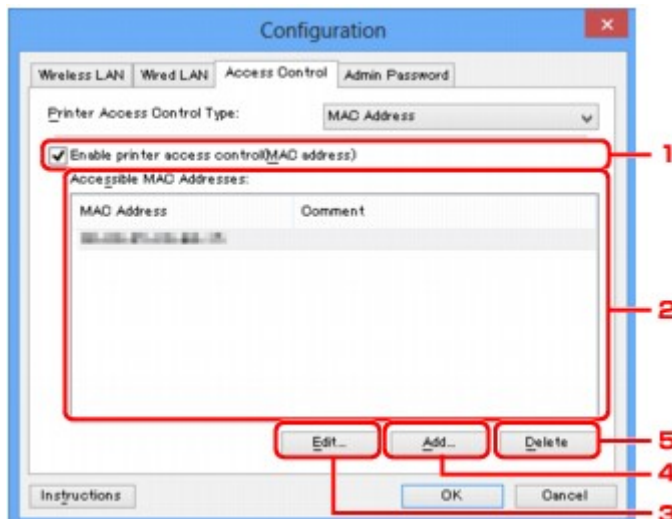 Configuration
Wireless LAN Wired LAN Access Control Admin Password
Printer Access Control Type: MAC Address
Enable printer access control(MAC address) 1
Accessible MAC Addresses:
MAC Address Comment
2
Edit... Add... Delete 5
4
Instructions OK Cancel
3